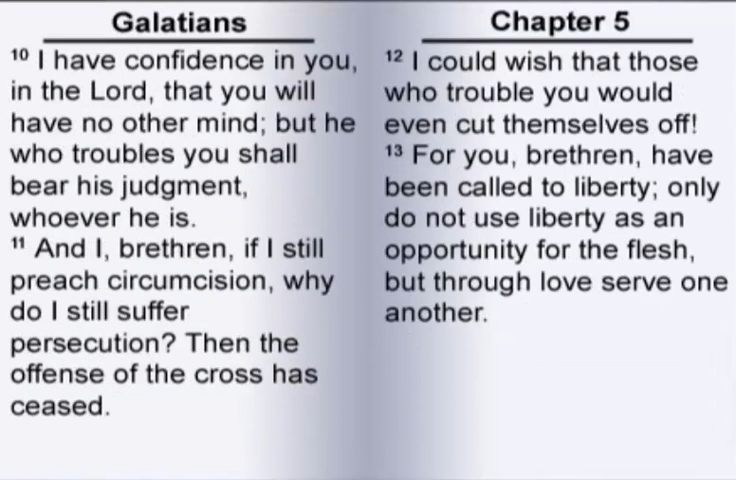 Galatians
10 I have confidence in you,
in the Lord, that you will
have no other mind; but he
who troubles you shall
bear his judgment,
whoever he is.
11 And I, brethren, if I still
preach circumcision, why
do I still suffer
persecution? Then the
offense of the cross has
ceased.
Chapter 5
12 I could wish that those
who trouble you would
even cut themselves off!
13 For you, brethren, have
been called to liberty; only
do not use liberty as an
opportunity for the flesh,
but through love serve one
another.